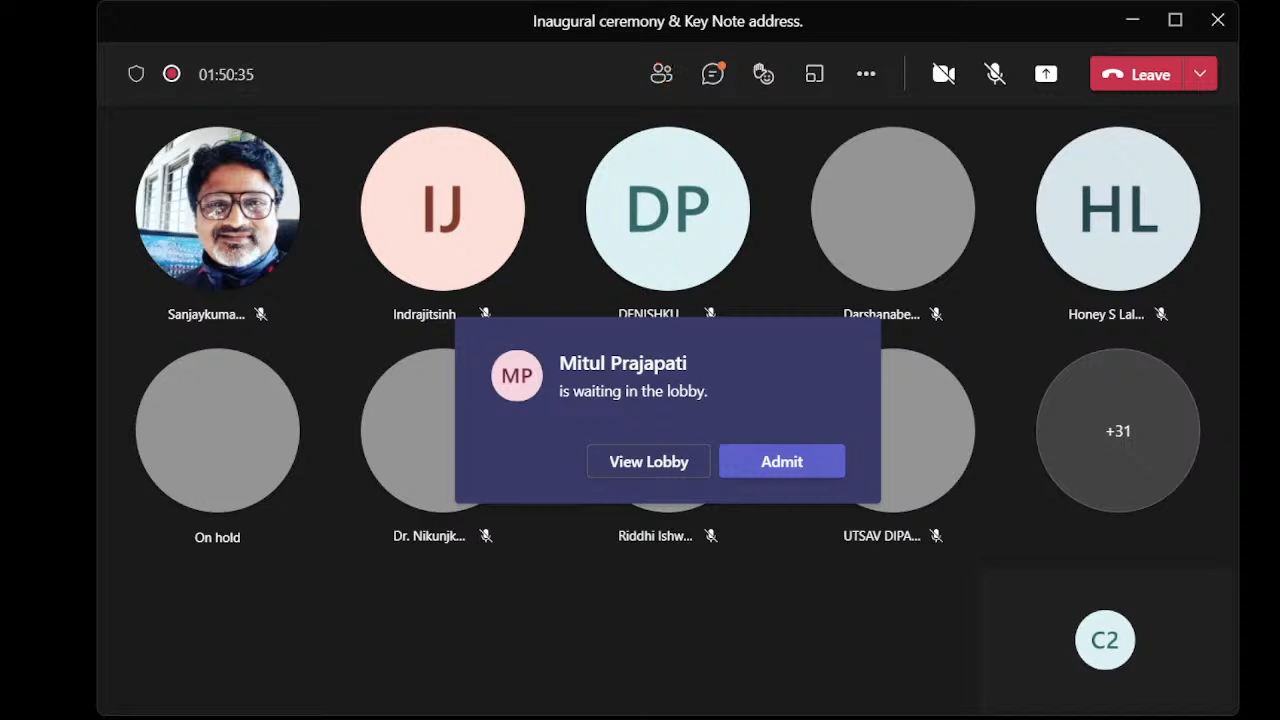 Inaugural ceremony & Key Note address.
01:50:35
Leave
IJ
DP
HL
Sanjaykuma...
Indrajitsinh
DENISHKU
Darshanabe...
Honey S Lal...
MP
Mitul Prajapati
is waiting in the lobby.
View Lobby
Admit
+31
On hold
Dr. Nikunjk...
Riddhi Ishw...
UTSAV DIPA...
C2